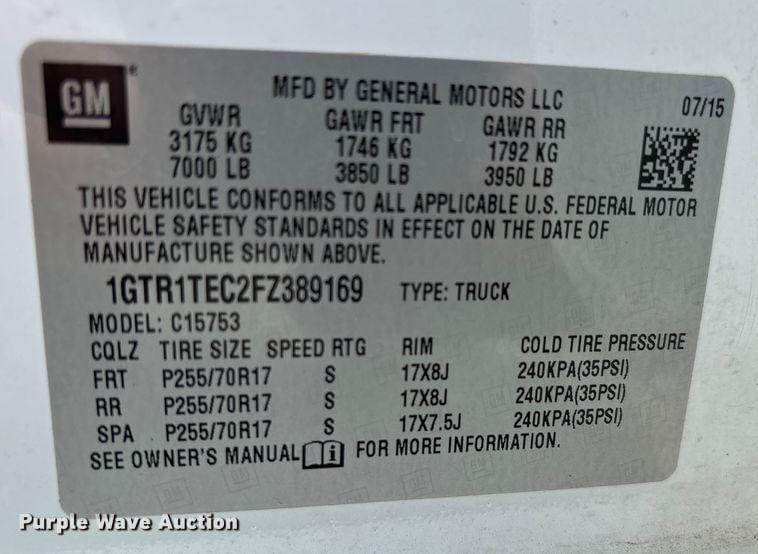 GM
MFD BY GENERAL MOTORS LLC 07/15
GVWR GAWR FRT GAWR RR
3175 KG 1746 KG 1792 KG
7000 LB 3850 LB 3950 LB
THIS VEHICLE CONFORMS TO ALL APPLICABLE U.S. FEDERAL MOTOR
VEHICLE SAFETY STANDARDS IN EFFECT ON THE DATE OF
MANUFACTURE SHOWN ABOVE.
1GTR1TEC2FZ389169 TYPE: TRUCK
MODEL: C15753
CQLZ TIRE SIZE SPEED RTG RIM COLD TIRE PRESSURE
FRT P255/70R17 S 17X8J 240KPA(35PSI)
RR P255/70R17 S 17X8J 240KPA(35PSI)
SPA P255/70R17 S 17X7.5J 240KPA(35PSI)
SEE OWNER'S MANUAL i FOR MORE INFORMATION.
Purple Wave Auction